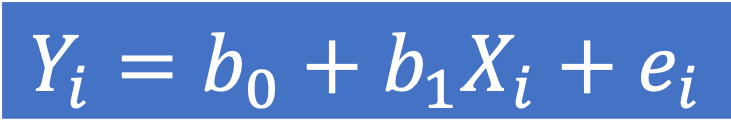 Yᵢ = b₀ + b₁Xᵢ + eᵢ